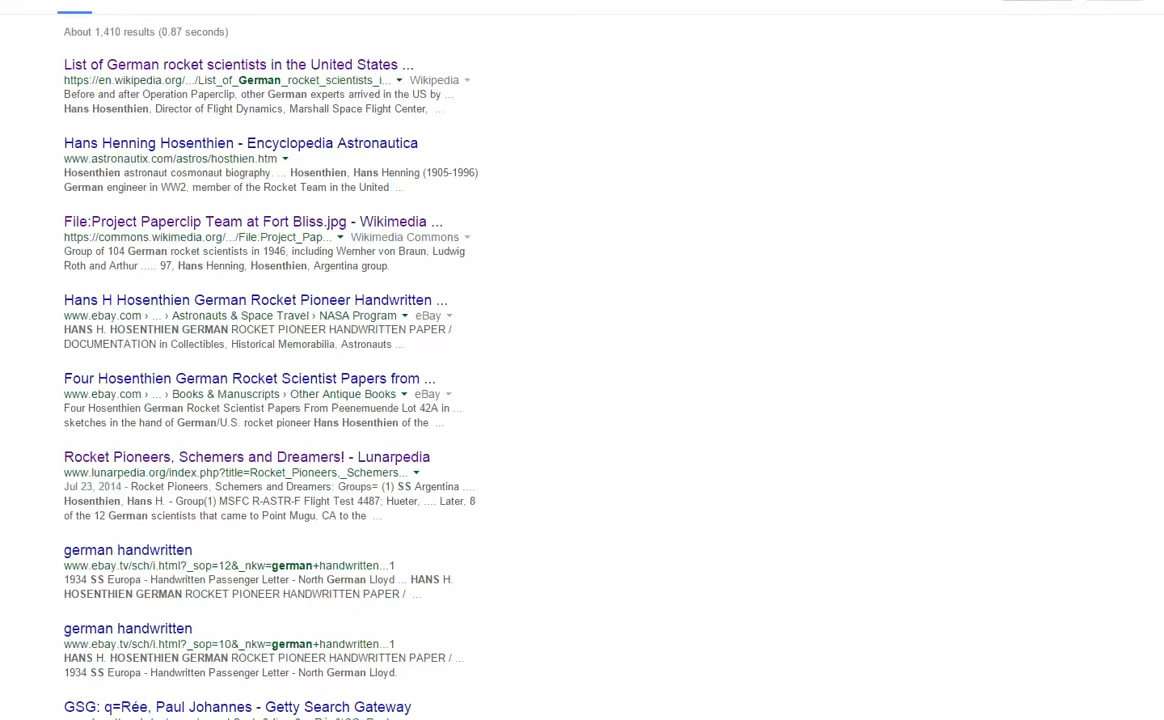 About 1,410 results (0.87 seconds)
List of German rocket scientists in the United States ...
https://en.wikipedia.org/.../List_of_German_rocket_scientists_i... Wikipedia
Before and after Operation Paperclip, other German experts arrived in the US by ...
Hans Hosenthien, Director of Flight Dynamics, Marshall Space Flight Center, ...
Hans Henning Hosenthien - Encyclopedia Astronautica
www.astronautix.com/astros/hosthien.htm
Hosenthien astronaut cosmonaut biography. ... Hosenthien, Hans Henning (1905-1996)
German engineer in WW2, member of the Rocket Team in the United ...
File:Project Paperclip Team at Fort Bliss.jpg - Wikimedia ...
https://commons.wikimedia.org/.../File:Project_Pap... Wikimedia Commons
Group of 104 German rocket scientists in 1946, including Wernher von Braun, Ludwig
Roth and Arthur ..... 97, Hans Henning, Hosenthien, Argentina group.
Hans H Hosenthien German Rocket Pioneer Handwritten ...
www.ebay.com › ... › Astronauts & Space Travel › NASA Program eBay
HANS H. HOSENTHIEN GERMAN ROCKET PIONEER HANDWRITTEN PAPER /
DOCUMENTATION in Collectibles, Historical Memorabilia, Astronauts ...
Four Hosenthien German Rocket Scientist Papers from ...
www.ebay.com › ... › Books & Manuscripts › Other Antique Books eBay
Four Hosenthien German Rocket Scientist Papers From Peenemuende Lot 42A in ...
sketches in the hand of German/U.S. rocket pioneer Hans Hosenthien of the ...
Rocket Pioneers, Schemers and Dreamers! - Lunarpedia
www.lunarpedia.org/index.php?title=Rocket_Pioneers,_Schemers...
Jul 23, 2014 - Rocket Pioneers, Schemers and Dreamers: Groups= (1) SS Argentina ....
Hosenthien, Hans H. - Group(1) MSFC R-ASTR-F Flight Test 4487; Hueter, .... Later, 8
of the 12 German scientists that came to Point Mugu, CA to the ...
german handwritten
www.ebay.tv/sch/i.html?_sop=12&_nkw=german+handwritten...1
1934 SS Europa - Handwritten Passenger Letter - North German Lloyd ... HANS H.
HOSENTHIEN GERMAN ROCKET PIONEER HANDWRITTEN PAPER / ...
german handwritten
www.ebay.tv/sch/i.html?_sop=10&_nkw=german+handwritten...1
HANS H. HOSENTHIEN GERMAN ROCKET PIONEER HANDWRITTEN PAPER / ...
1934 SS Europa - Handwritten Passenger Letter - North German Lloyd.
GSG: q=Rée, Paul Johannes - Getty Search Gateway